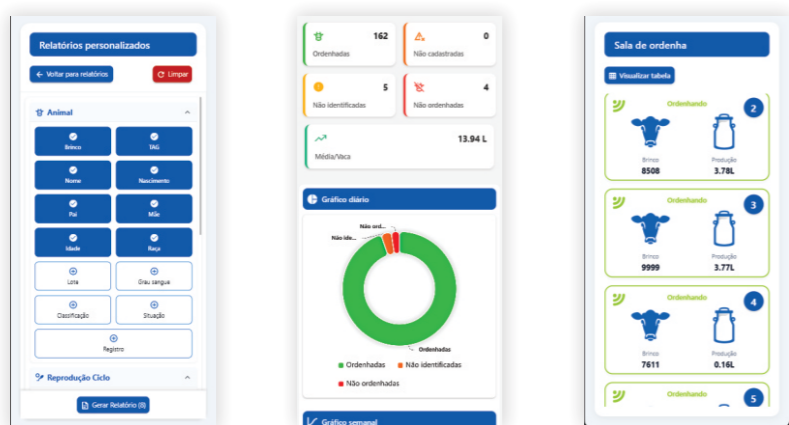 Relatórios personalizados
Voltar para relatórios
Limpar
Animal
Brinco
TAG
Nome
Nascimento
Pai
Mãe
Idade
Raça
Lote
Grau sangue
Classificação
Situação
Registro
Reprodução Ciclo
Gerar Relatório (8)
162
0
Ordenhadas
Não cadastradas
5
4
Não identificadas
Não ordenhadas
13.94 L
Média/Vaca
Gráfico diário
Não ord...
Não ide...
Ordenhadas
Ordenhadas
Não identificadas
Não ordenhadas
Gráfico semanal
Sala de ordenha
Visualizar tabela
Ordenhando
2
Brinco
Produção
8508
3.78L
Ordenhando
3
Brinco
Produção
9999
3.77L
Ordenhando
4
Brinco
Produção
7611
0.16L
Ordenhando
5